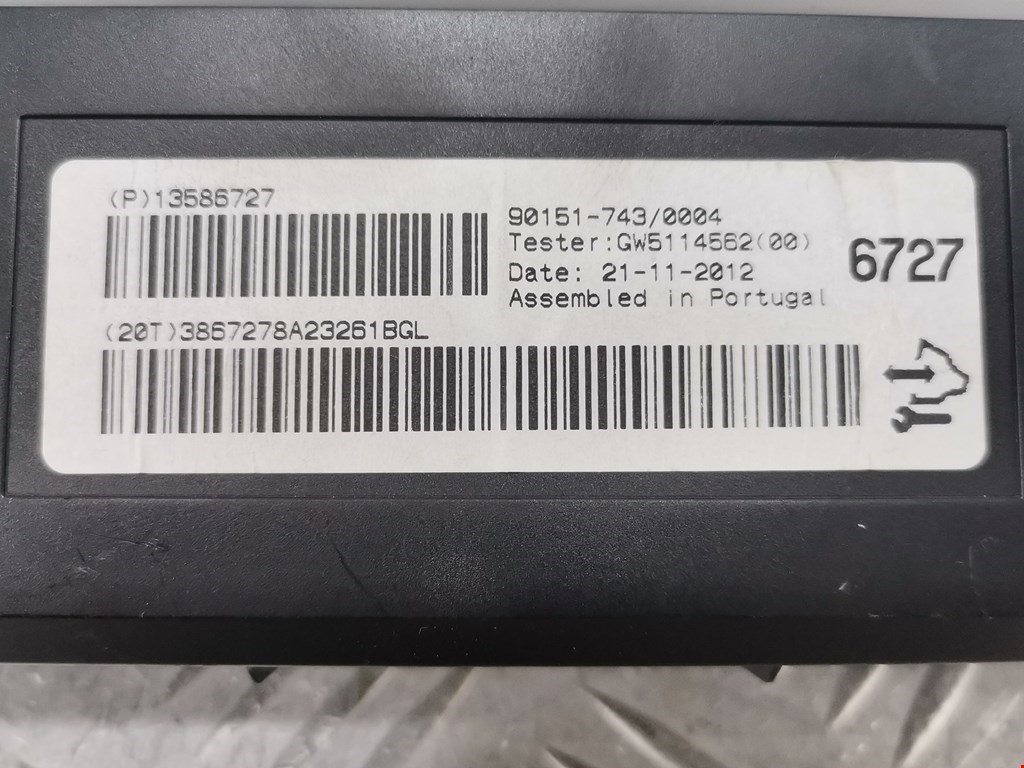 (P)13586727
90151-743/0004
Tester:GW5114562(00)
Date: 21-11-2012
Assembled in Portugal
6727
(20T)3867278A23261BGL